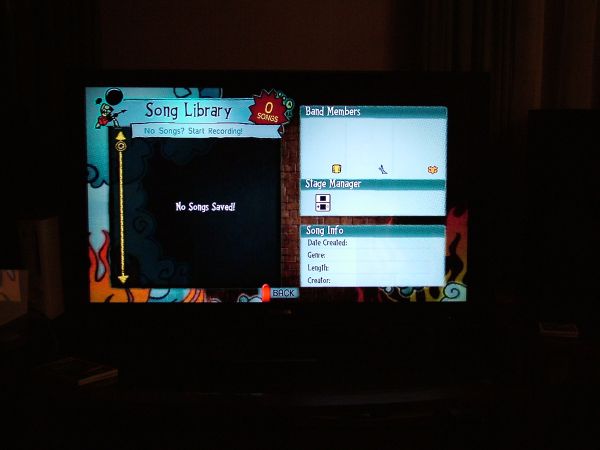 Song Library
0
SONGS
No Songs? Start Recording!
No Songs Saved!
Band Members
Stage Manager
Song Info
Date Created:
Genre:
Length:
Creator:
BACK